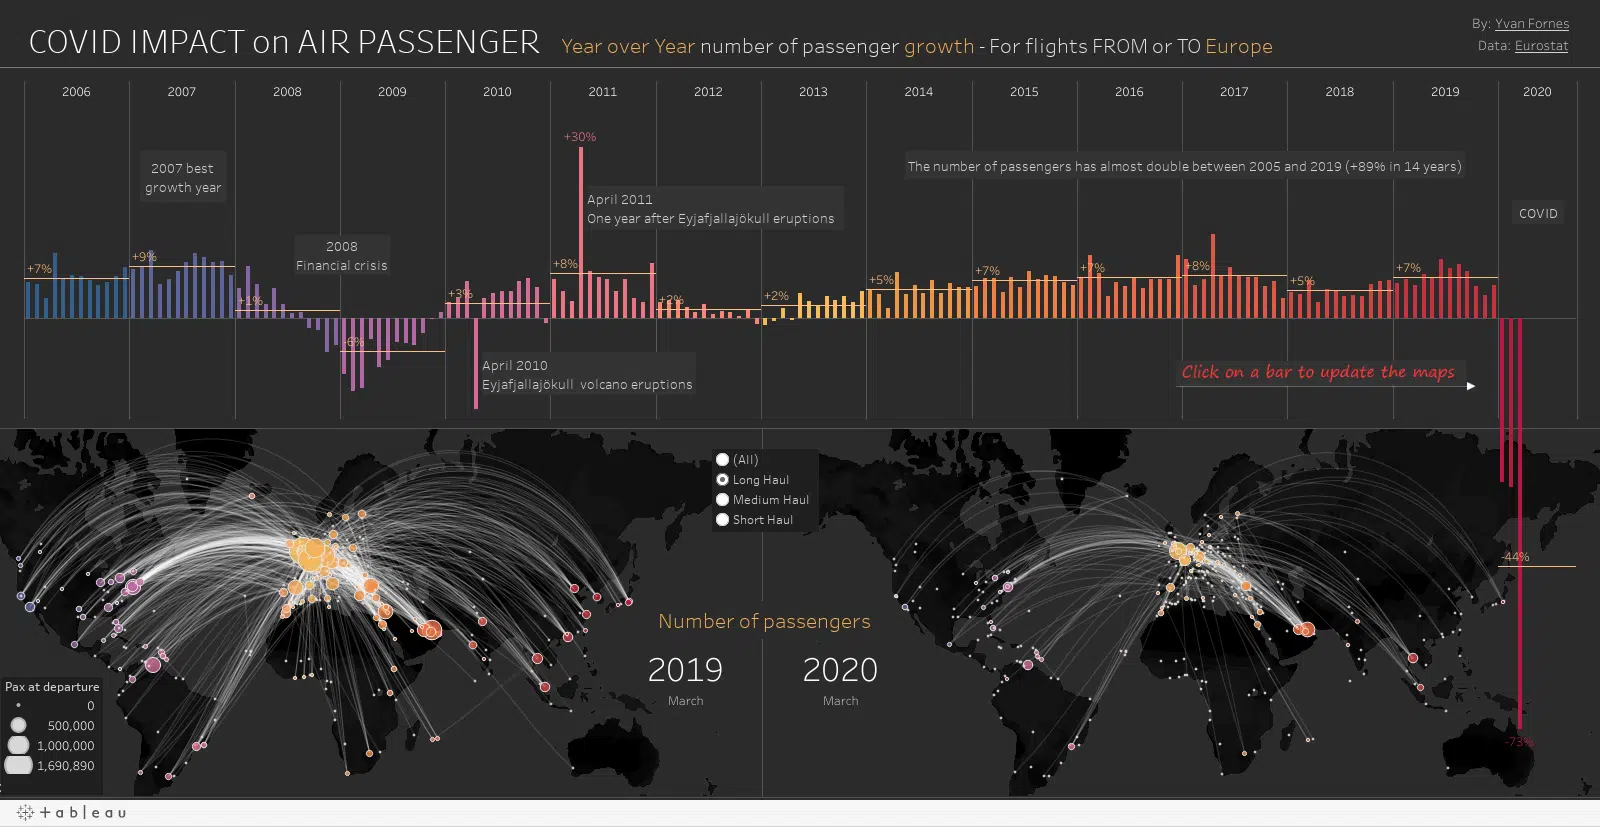 COVID IMPACT on AIR PASSENGER
Year over Year number of passenger growth - For flights FROM or TO Europe
By: Yvan Fornes
Data: Eurostat
2006 2007 2008 2009 2010 2011 2012 2013 2014 2015 2016 2017 2018 2019 2020
+30%
2007 best
growth year
The number of passengers has almost double between 2005 and 2019 (+89% in 14 years)
April 2011
One year after Eyjafjallajökull eruptions
COVID
2008
Financial crisis
+7% +9% +1% -6% +3% +8% +2% +2% +5% +7% +7% +8% +5% +7%
April 2010
Eyjafjallajökull volcano eruptions
Click on a bar to update the maps
(All)
Long Haul
Medium Haul
Short Haul
-44%
Number of passengers
2019 2020
March March
Pax at departure
0
500,000
1,000,000
1,690,890
-73%
+ a b | e a u